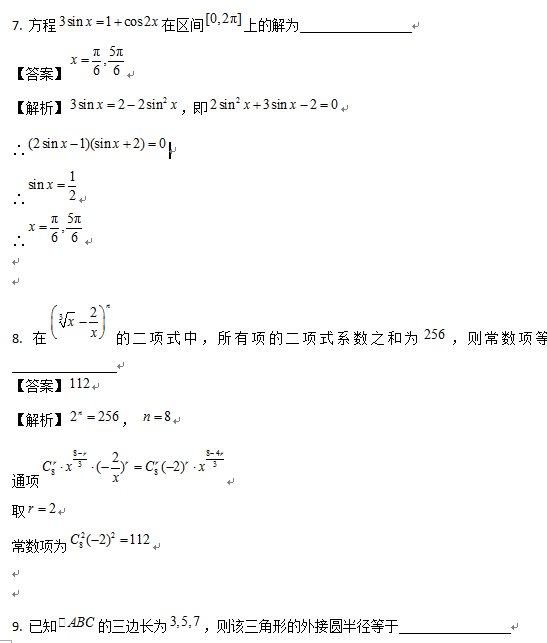 7. 方程 3sin x = 1 + cos2x 在区间 [0, 2π] 上的解为________________
【答案】 x = π/6, 5π/6
【解析】 3sin x = 2 − 2sin² x，即 2sin² x + 3sin x − 2 = 0
∴ (2sin x − 1)(sin x + 2) = 0
∴ sin x = 1/2
∴ x = π/6, 5π/6
8. 在 (∛x − 2/x)ⁿ 的二项式中，所有项的二项式系数之和为 256，则常数项等
_______________
【答案】112
【解析】 2ⁿ = 256， n = 8
通项 C₈ʳ · x^((8−r)/3) · (−2/x)ʳ = C₈ʳ(−2)ʳ · x^((8−4r)/3)
取 r = 2
常数项为 C₈²(−2)² = 112
9. 已知□ABC 的三边长为 3,5,7，则该三角形的外接圆半径等于________________